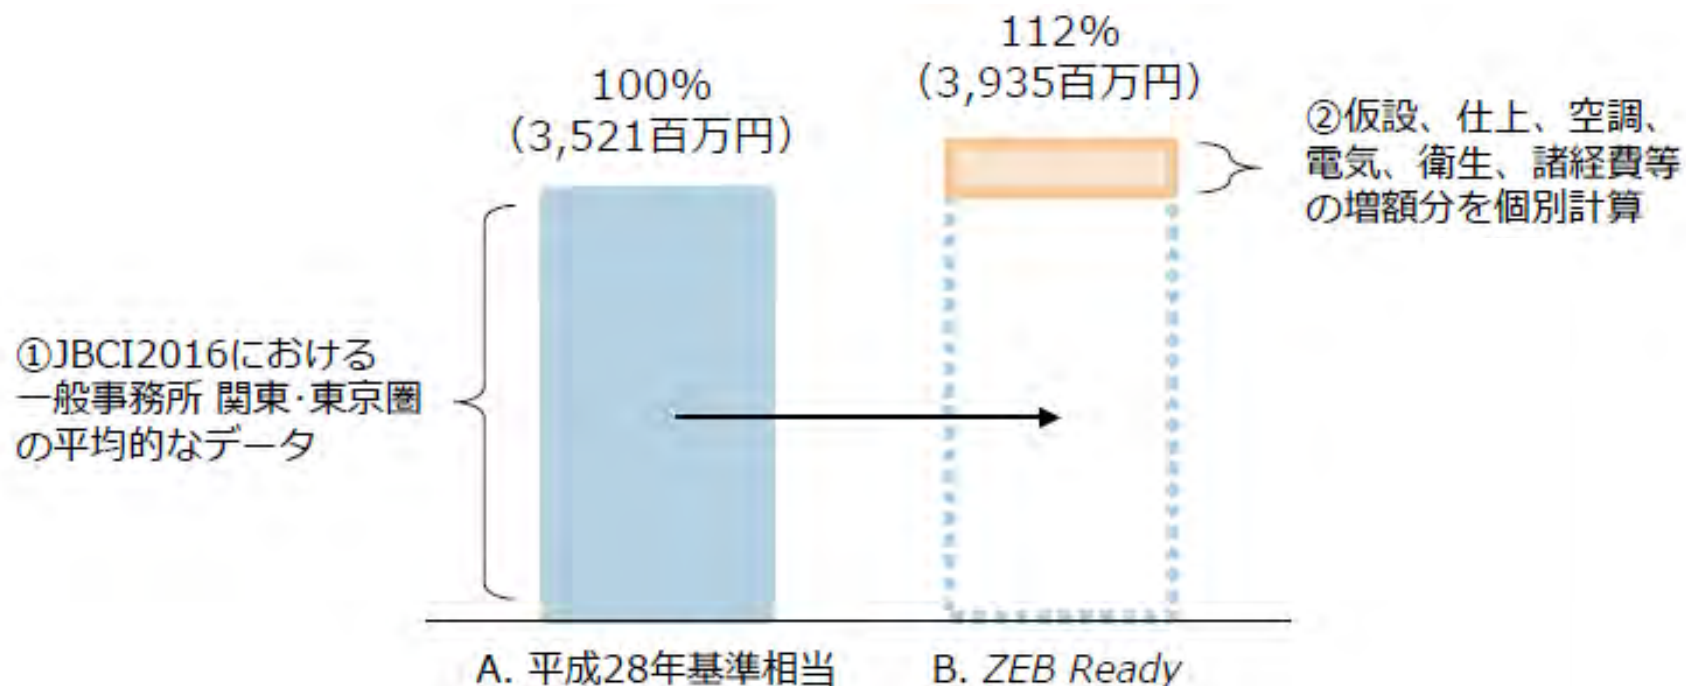 112%
（3,935百万円）
100%
（3,521百万円）
②仮設、仕上、空調、
電気、衛生、諸経費等
の増額分を個別計算
①JBCI2016における
一般事務所 関東･東京圏
の平均的なデータ
A. 平成28年基準相当
B. ZEB Ready